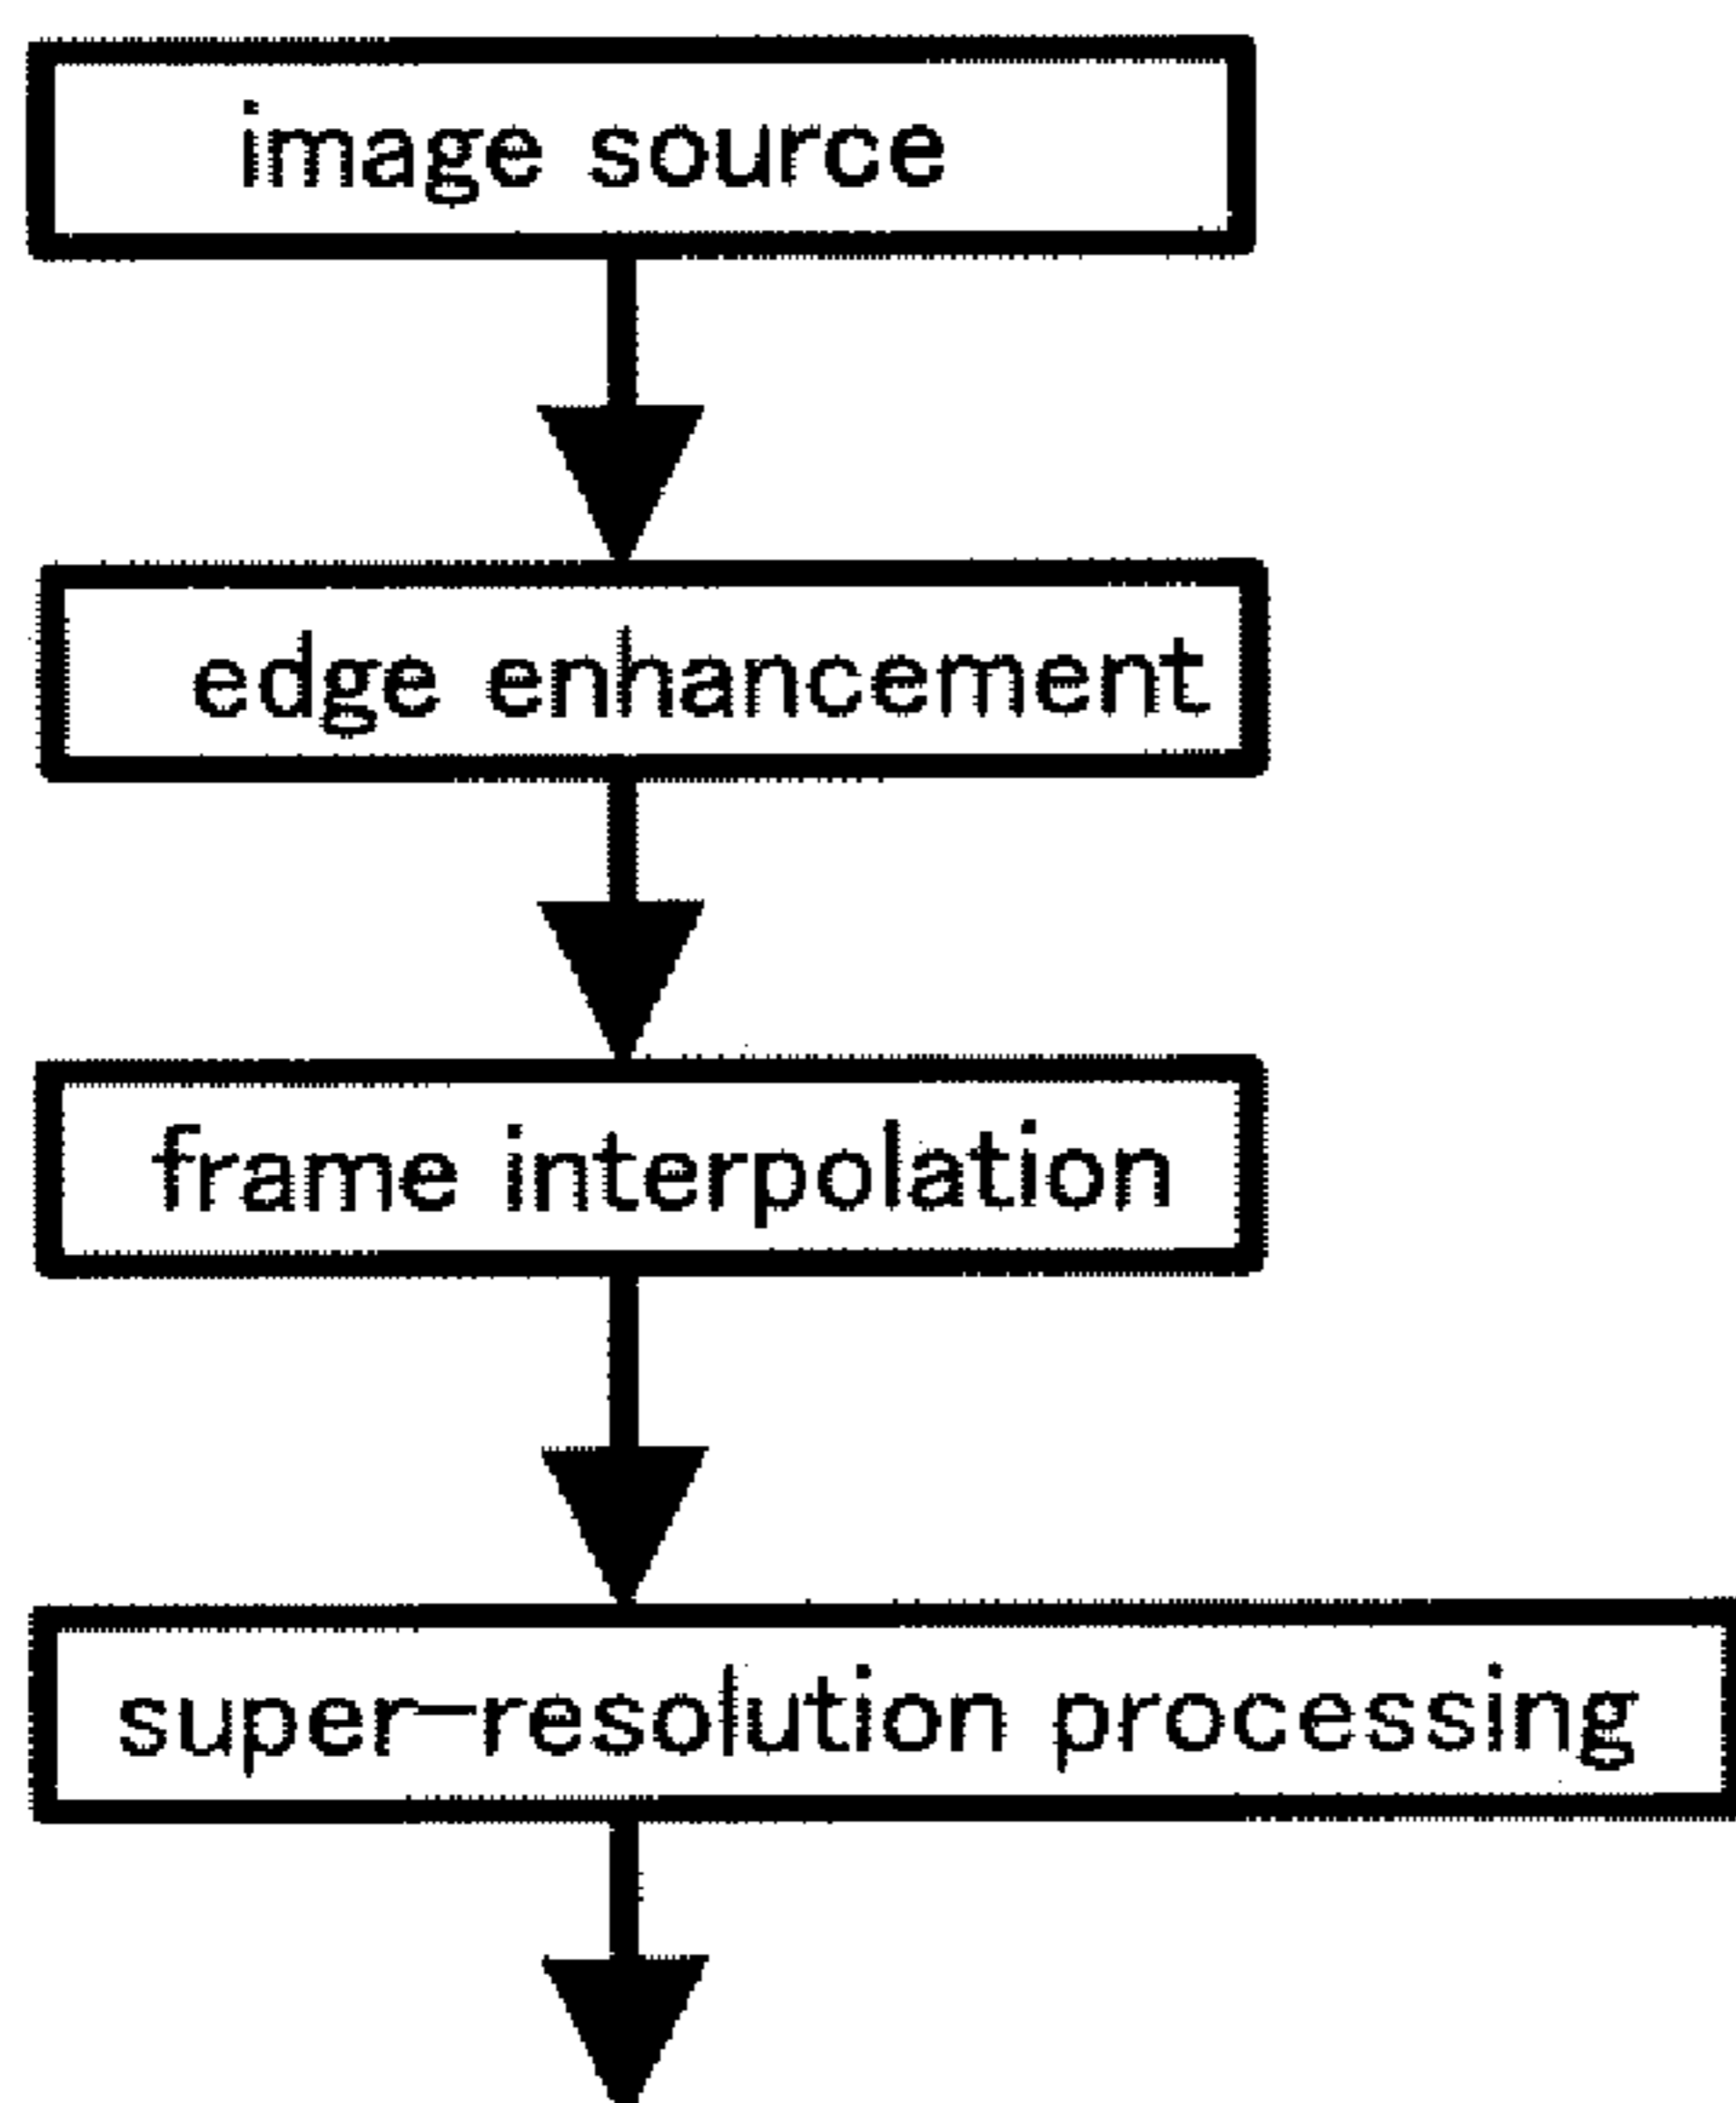 image source
edge enhancement
frame interpolation
super-resolution processing